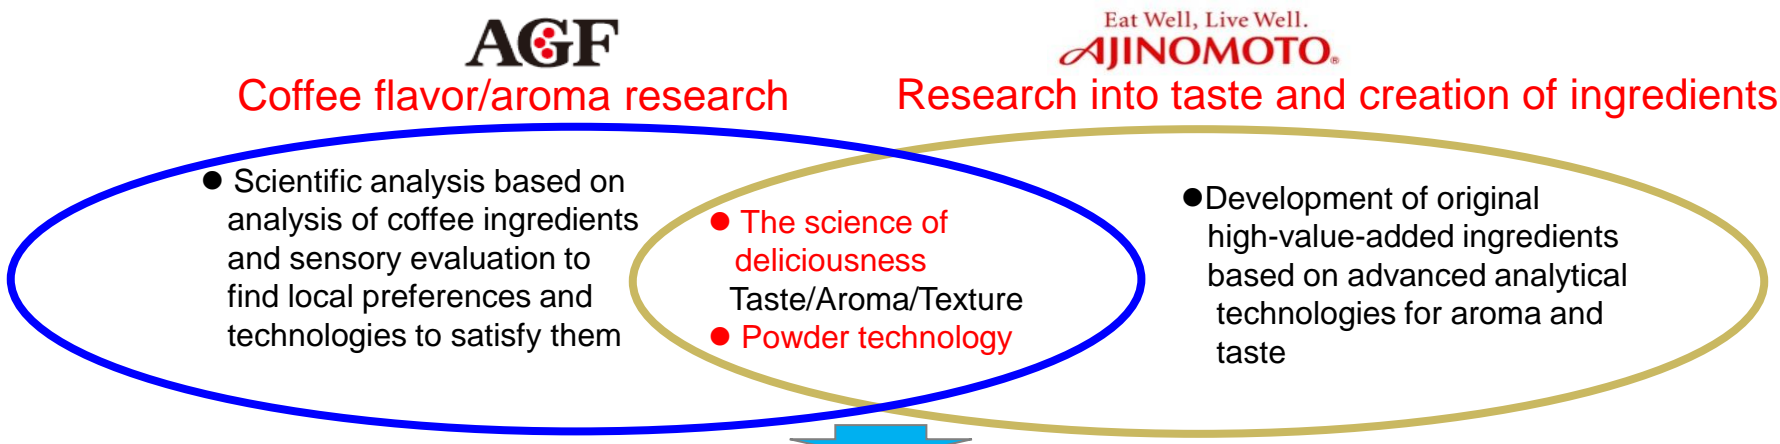 AGF
Eat Well, Live Well.
AJINOMOTO®
Coffee flavor/aroma research
Research into taste and creation of ingredients
● Scientific analysis based on
analysis of coffee ingredients
and sensory evaluation to
find local preferences and
technologies to satisfy them
● The science of
deliciousness
Taste/Aroma/Texture
● Powder technology
●Development of original
high-value-added ingredients
based on advanced analytical
technologies for aroma and
taste